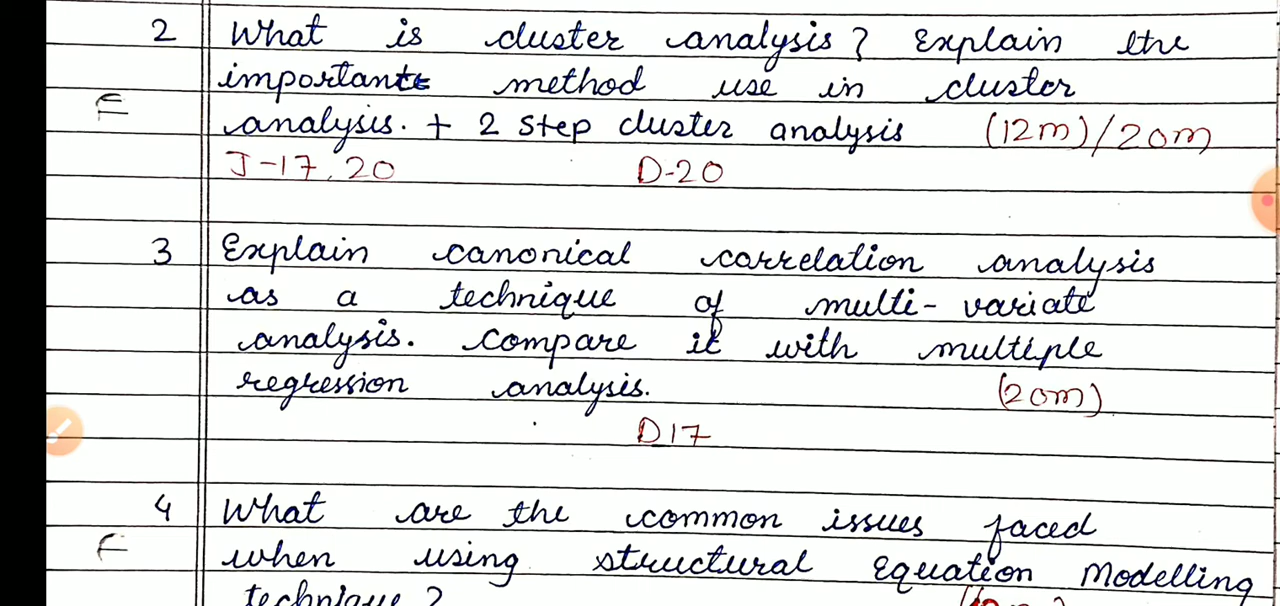 2 What is cluster analysis? Explain the
importante method use in cluster
F analysis. + 2 step cluster analysis (12m)/20m
J-17, 20 D-20
3 Explain canonical correlation analysis
as a technique of multi-variate
analysis. Compare it with multiple
regression analysis. (20m)
D17
4 What are the common issues faced
F when using structural Equation Modelling
technique?